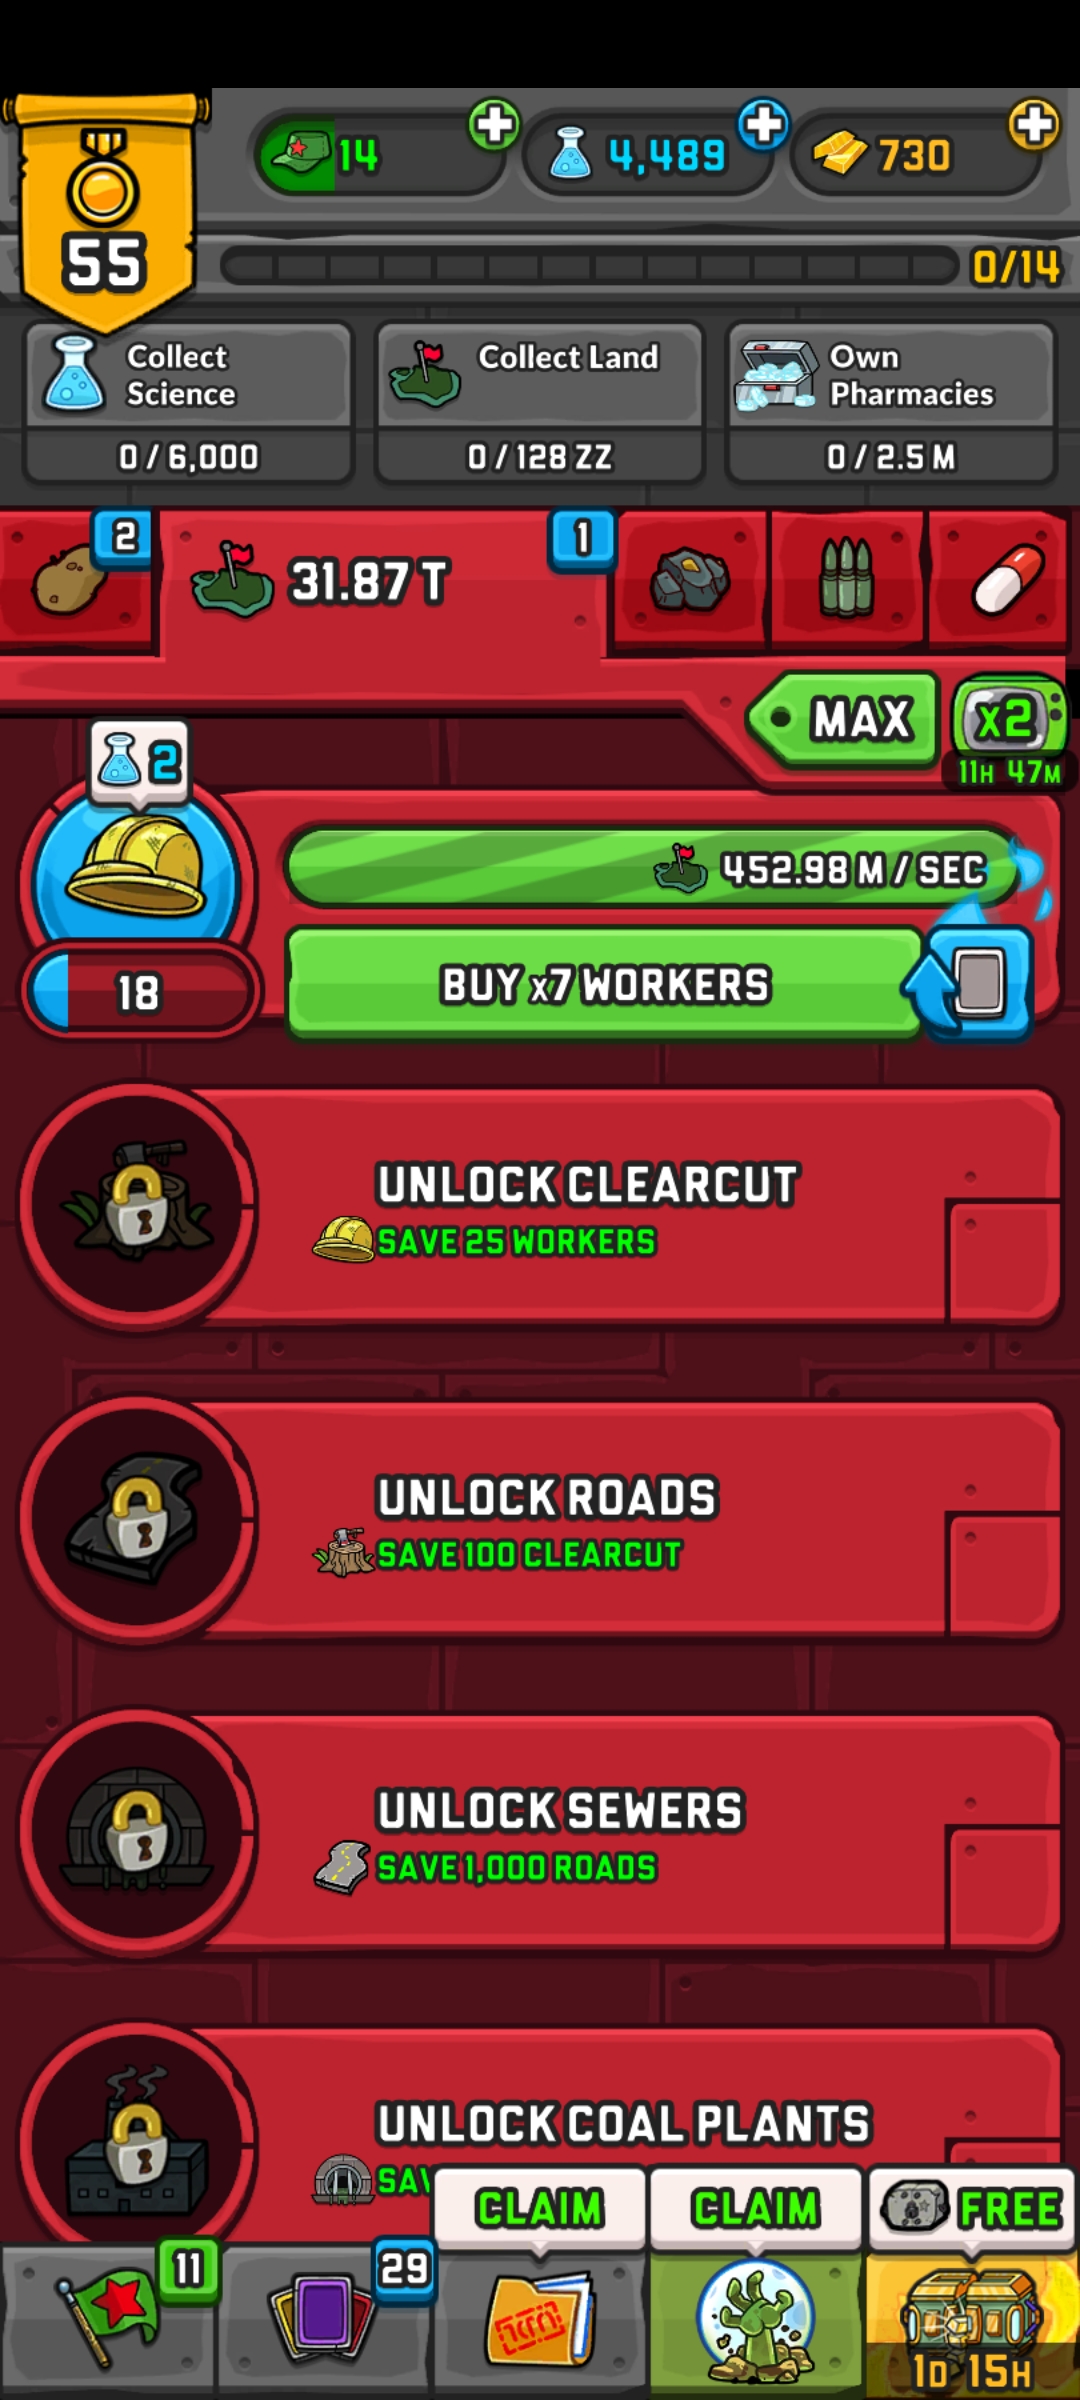 55
14
4,489
730
0/14
Collect
Science
0 / 6,000
Collect Land
0 / 128 ZZ
Own
Pharmacies
0 / 2.5 M
2
31.87 T
1
MAX
x2
11H 47M
2
452.98 M / SEC
18
BUY x7 WORKERS
UNLOCK CLEARCUT
SAVE 25 WORKERS
UNLOCK ROADS
SAVE 100 CLEARCUT
UNLOCK SEWERS
SAVE 1,000 ROADS
UNLOCK COAL PLANTS
CLAIM
CLAIM
FREE
11
29
1D 15H